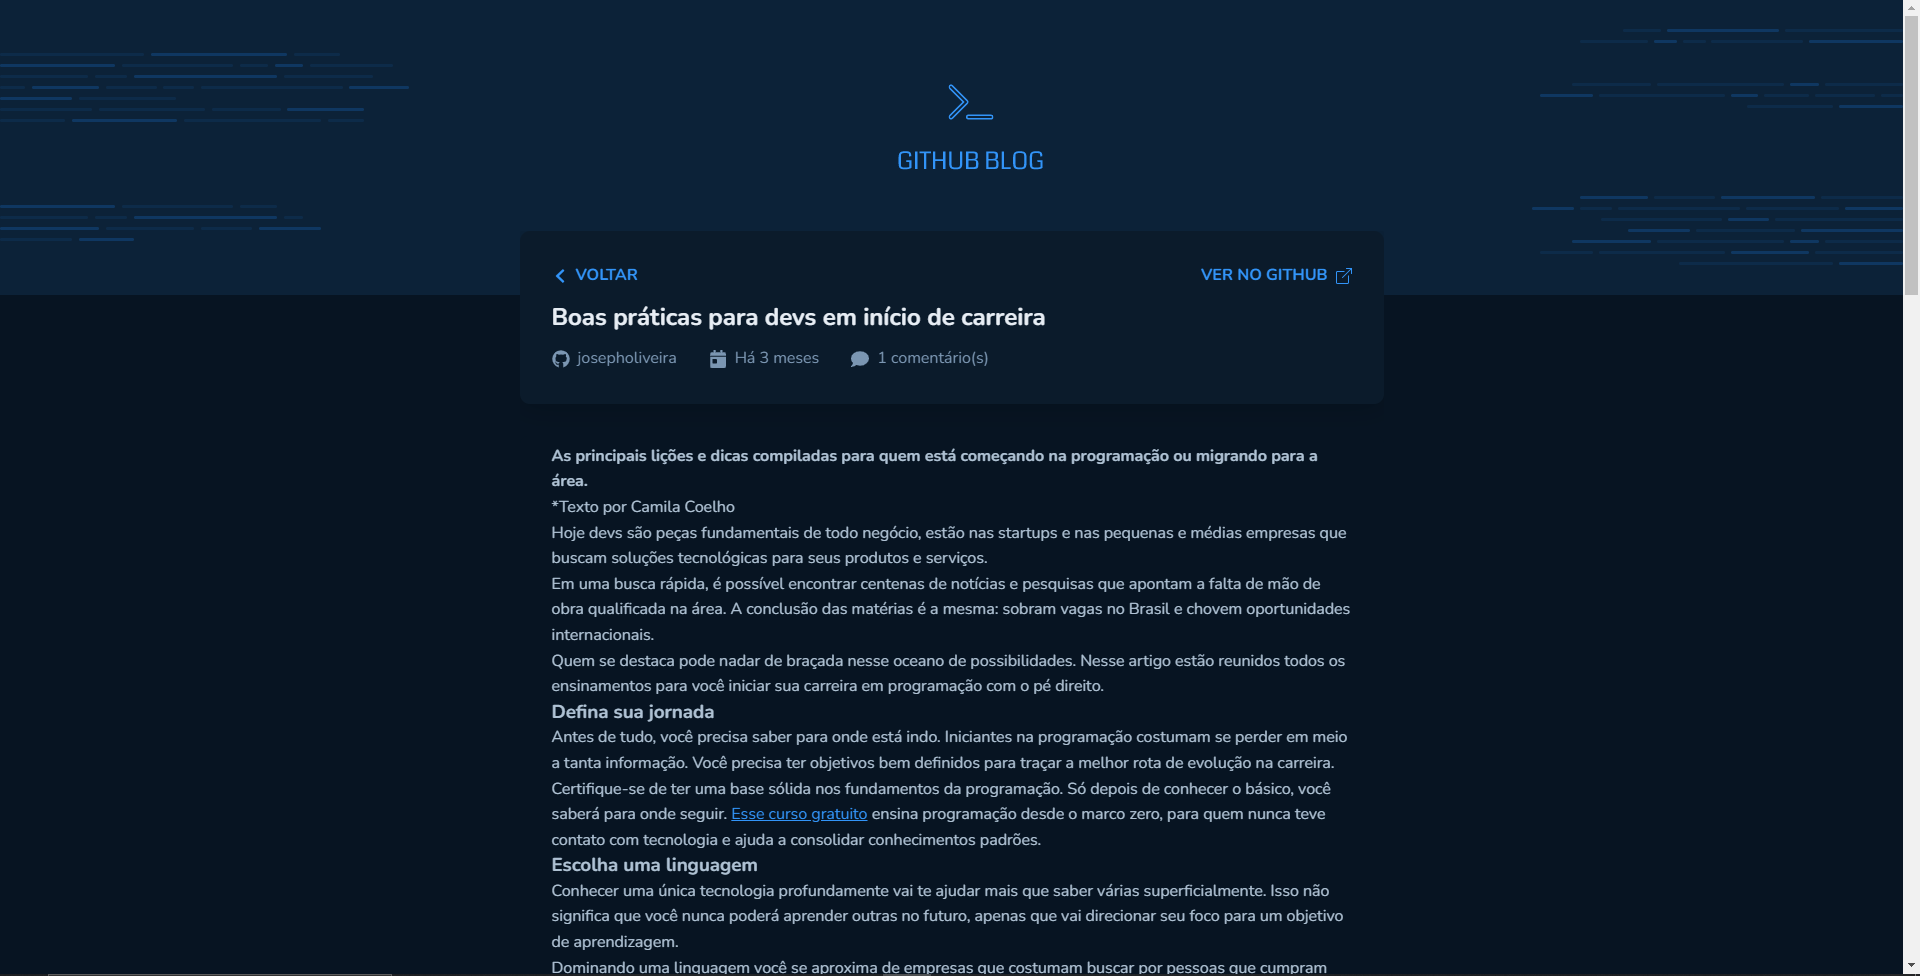 GITHUB BLOG
VOLTAR
VER NO GITHUB
Boas práticas para devs em início de carreira
josepholiveira
Há 3 meses
1 comentário(s)
As principais lições e dicas compiladas para quem está começando na programação ou migrando para a
área.
*Texto por Camila Coelho
Hoje devs são peças fundamentais de todo negócio, estão nas startups e nas pequenas e médias empresas que
buscam soluções tecnológicas para seus produtos e serviços.
Em uma busca rápida, é possível encontrar centenas de notícias e pesquisas que apontam a falta de mão de
obra qualificada na área. A conclusão das matérias é a mesma: sobram vagas no Brasil e chovem oportunidades
internacionais.
Quem se destaca pode nadar de braçada nesse oceano de possibilidades. Nesse artigo estão reunidos todos os
ensinamentos para você iniciar sua carreira em programação com o pé direito.
Defina sua jornada
Antes de tudo, você precisa saber para onde está indo. Iniciantes na programação costumam se perder em meio
a tanta informação. Você precisa ter objetivos bem definidos para traçar a melhor rota de evolução na carreira.
Certifique-se de ter uma base sólida nos fundamentos da programação. Só depois de conhecer o básico, você
saberá para onde seguir. Esse curso gratuito ensina programação desde o marco zero, para quem nunca teve
contato com tecnologia e ajuda a consolidar conhecimentos padrões.
Escolha uma linguagem
Conhecer uma única tecnologia profundamente vai te ajudar mais que saber várias superficialmente. Isso não
significa que você nunca poderá aprender outras no futuro, apenas que vai direcionar seu foco para um objetivo
de aprendizagem.
Dominando uma linguagem você se aproxima de empresas que costumam buscar por pessoas que cumpram